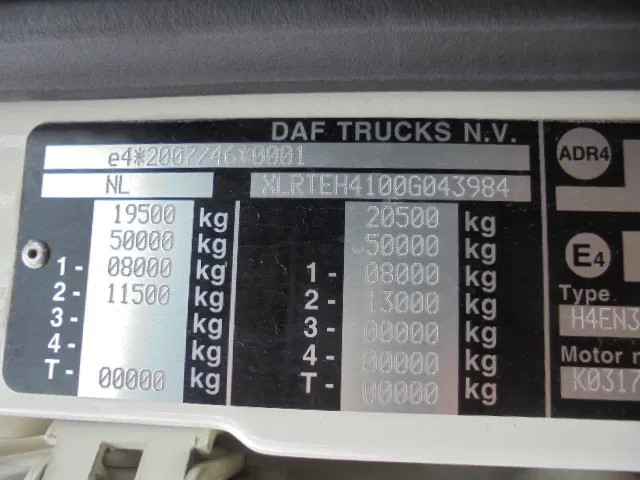 DAF TRUCKS N.V.
e4*2007/46*0001
NL XLRTEH4100G043984
19500 kg 20500 kg
50000 kg 50000 kg
1 - 08000 kg 1 - 08000 kg
2 - 11500 kg 2 - 13000 kg
3 - kg 3 - 00000 kg
4 - kg 4 - 00000 kg
T - 00000 kg T - 00000 kg
ADR4
E4
Type
H4EN3
Motor
K0317